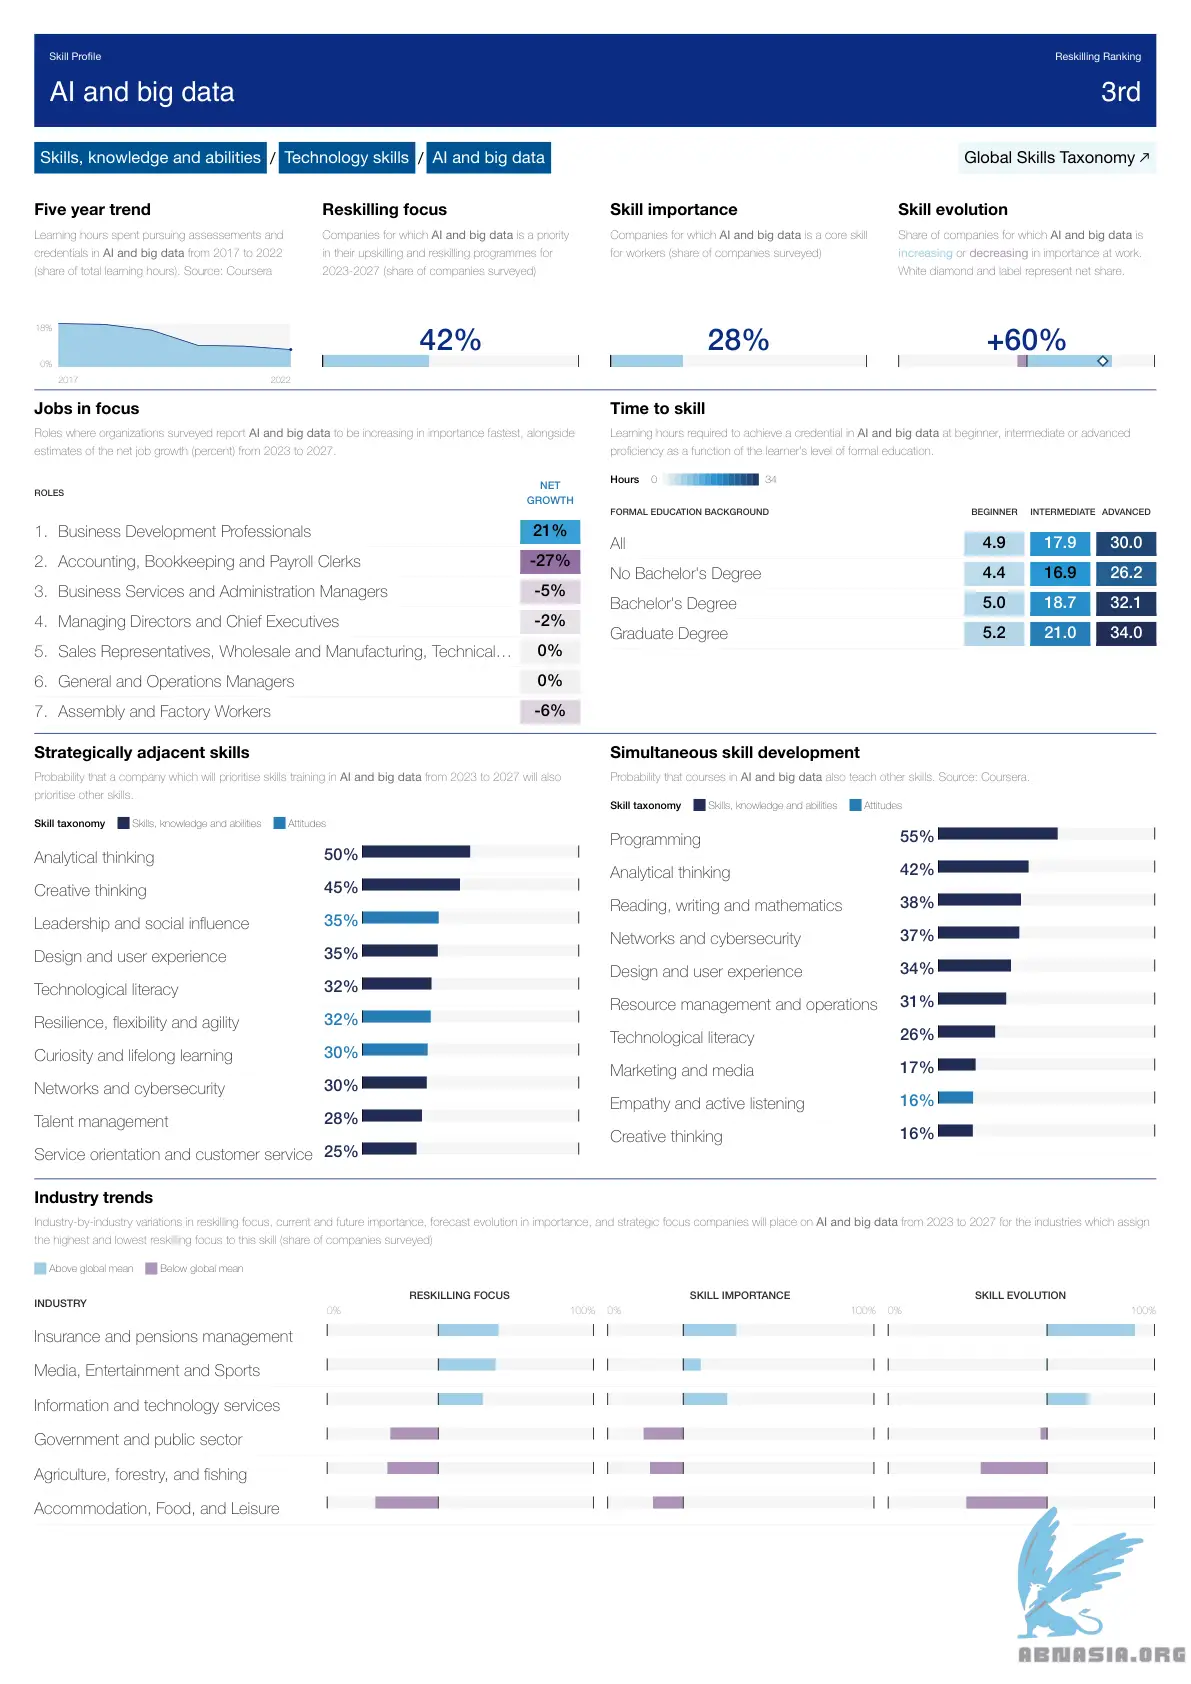 Skill Profile
Reskilling Ranking
AI and big data
3rd
Skills, knowledge and abilities / Technology skills / AI and big data
Global Skills Taxonomy ↗
Five year trend
Learning hours spent pursuing assessements and
credentials in AI and big data from 2017 to 2022
(share of total learning hours). Source: Coursera
18%
0%
2017
2022
Reskilling focus
Companies for which AI and big data is a priority
in their upskilling and reskilling programmes for
2023-2027 (share of companies surveyed)
42%
Skill importance
Companies for which AI and big data is a core skill
for workers (share of companies surveyed)
28%
Skill evolution
Share of companies for which AI and big data is
increasing or decreasing in importance at work.
White diamond and label represent net share.
+60%
Jobs in focus
Roles where organizations surveyed report AI and big data to be increasing in importance fastest, alongside
estimates of the net job growth (percent) from 2023 to 2027.
ROLES
NET
GROWTH
1. Business Development Professionals 21%
2. Accounting, Bookkeeping and Payroll Clerks -27%
3. Business Services and Administration Managers -5%
4. Managing Directors and Chief Executives -2%
5. Sales Representatives, Wholesale and Manufacturing, Technical... 0%
6. General and Operations Managers 0%
7. Assembly and Factory Workers -6%
Time to skill
Learning hours required to achieve a credential in AI and big data at beginner, intermediate or advanced
proficiency as a function of the learner's level of formal education.
Hours 0 34
FORMAL EDUCATION BACKGROUND BEGINNER INTERMEDIATE ADVANCED
All 4.9 17.9 30.0
No Bachelor's Degree 4.4 16.9 26.2
Bachelor's Degree 5.0 18.7 32.1
Graduate Degree 5.2 21.0 34.0
Strategically adjacent skills
Probability that a company which will prioritise skills training in AI and big data from 2023 to 2027 will also
prioritise other skills.
Skill taxonomy Skills, knowledge and abilities Attitudes
Analytical thinking 50%
Creative thinking 45%
Leadership and social influence 35%
Design and user experience 35%
Technological literacy 32%
Resilience, flexibility and agility 32%
Curiosity and lifelong learning 30%
Networks and cybersecurity 30%
Talent management 28%
Service orientation and customer service 25%
Simultaneous skill development
Probability that courses in AI and big data also teach other skills. Source: Coursera.
Skill taxonomy Skills, knowledge and abilities Attitudes
Programming 55%
Analytical thinking 42%
Reading, writing and mathematics 38%
Networks and cybersecurity 37%
Design and user experience 34%
Resource management and operations 31%
Technological literacy 26%
Marketing and media 17%
Empathy and active listening 16%
Creative thinking 16%
Industry trends
Industry-by-industry variations in reskilling focus, current and future importance, forecast evolution in importance, and strategic focus companies will place on AI and big data from 2023 to 2027 for the industries which assign
the highest and lowest reskilling focus to this skill (share of companies surveyed)
Above global mean Below global mean
INDUSTRY RESKILLING FOCUS SKILL IMPORTANCE SKILL EVOLUTION
0% 100% 0% 100% 0% 100%
Insurance and pensions management
Media, Entertainment and Sports
Information and technology services
Government and public sector
Agriculture, forestry, and fishing
Accommodation, Food, and Leisure
ABNASIA.ORG